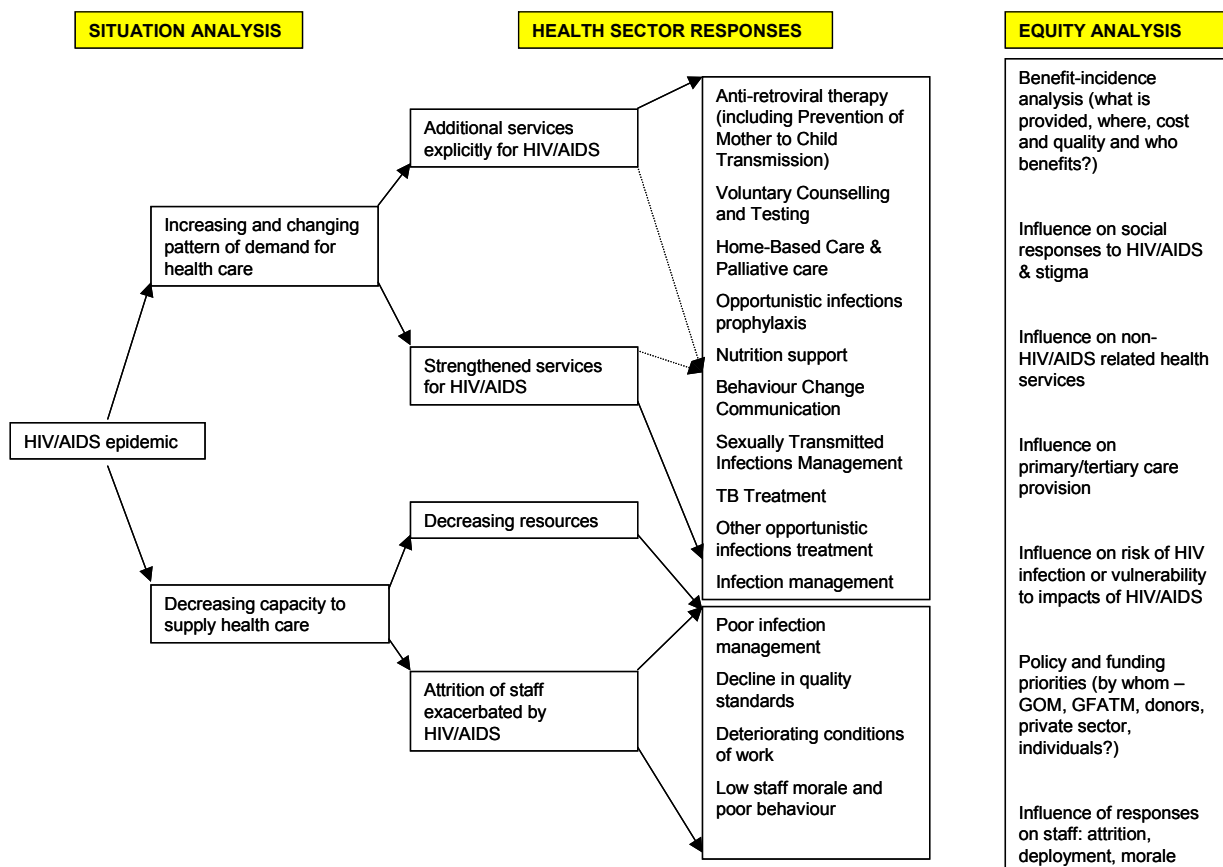 SITUATION ANALYSIS
HEALTH SECTOR RESPONSES
EQUITY ANALYSIS
HIV/AIDS epidemic
Increasing and changing
pattern of demand for
health care
Decreasing capacity to
supply health care
Additional services
explicitly for HIV/AIDS
Strengthened services
for HIV/AIDS
Decreasing resources
Attrition of staff
exacerbated by
HIV/AIDS
Anti-retroviral therapy
(including Prevention of
Mother to Child
Transmission)
Voluntary Counselling
and Testing
Home-Based Care &
Palliative care
Opportunistic infections
prophylaxis
Nutrition support
Behaviour Change
Communication
Sexually Transmitted
Infections Management
TB Treatment
Other opportunistic
infections treatment
Infection management
Poor infection
management
Decline in quality
standards
Deteriorating conditions
of work
Low staff morale and
poor behaviour
Benefit-incidence
analysis (what is
provided, where, cost
and quality and who
benefits?)
Influence on social
responses to HIV/AIDS
& stigma
Influence on non-
HIV/AIDS related health
services
Influence on
primary/tertiary care
provision
Influence on risk of HIV
infection or vulnerability
to impacts of HIV/AIDS
Policy and funding
priorities (by whom –
GOM, GFATM, donors,
private sector,
individuals?)
Influence of responses
on staff: attrition,
deployment, morale